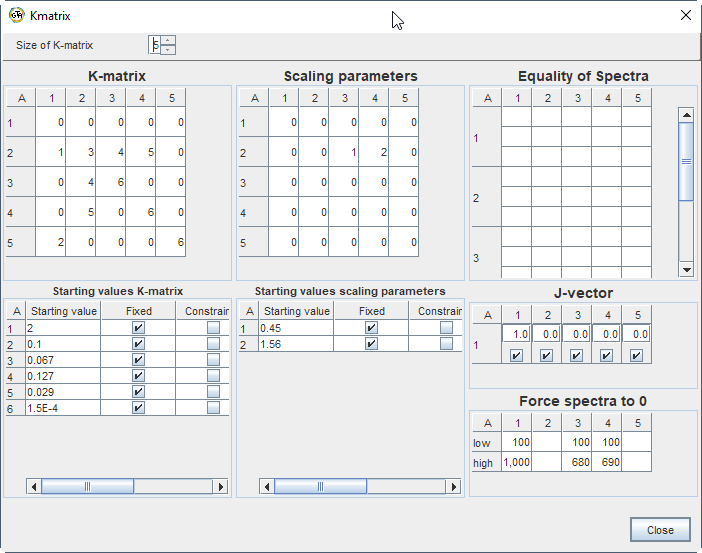 Kmatrix
Size of K-matrix 5
K-matrix
A 1 2 3 4 5
1 0 0 0 0 0
2 1 3 4 5 0
3 0 4 6 0 0
4 0 5 0 6 0
5 2 0 0 0 6
Scaling parameters
A 1 2 3 4 5
1 0 0 0 0 0
2 0 0 1 2 0
3 0 0 0 0 0
4 0 0 0 0 0
5 0 0 0 0 0
Equality of Spectra
A 1 2 3 4 5
1
2
3
Starting values K-matrix
A Starting value Fixed Constrain
1 2
2 0.1
3 0.067
4 0.127
5 0.029
6 1.5E-4
Starting values scaling parameters
A Starting value Fixed Constrain
1 0.45
2 1.56
J-vector
A 1 2 3 4 5
1 1.0 0.0 0.0 0.0 0.0
Force spectra to 0
A 1 2 3 4 5
low 100 100 100
high 1,000 680 690
Close